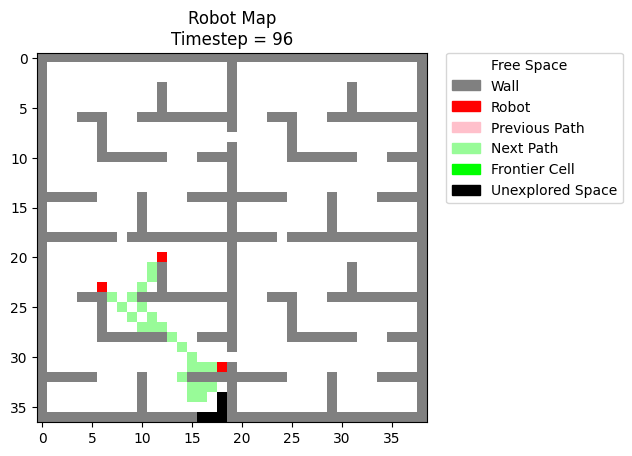 Robot Map
Timestep = 96
Free Space
Wall
Robot
Previous Path
Next Path
Frontier Cell
Unexplored Space
0
5
10
15
20
25
30
35
0
5
10
15
20
25
30
35